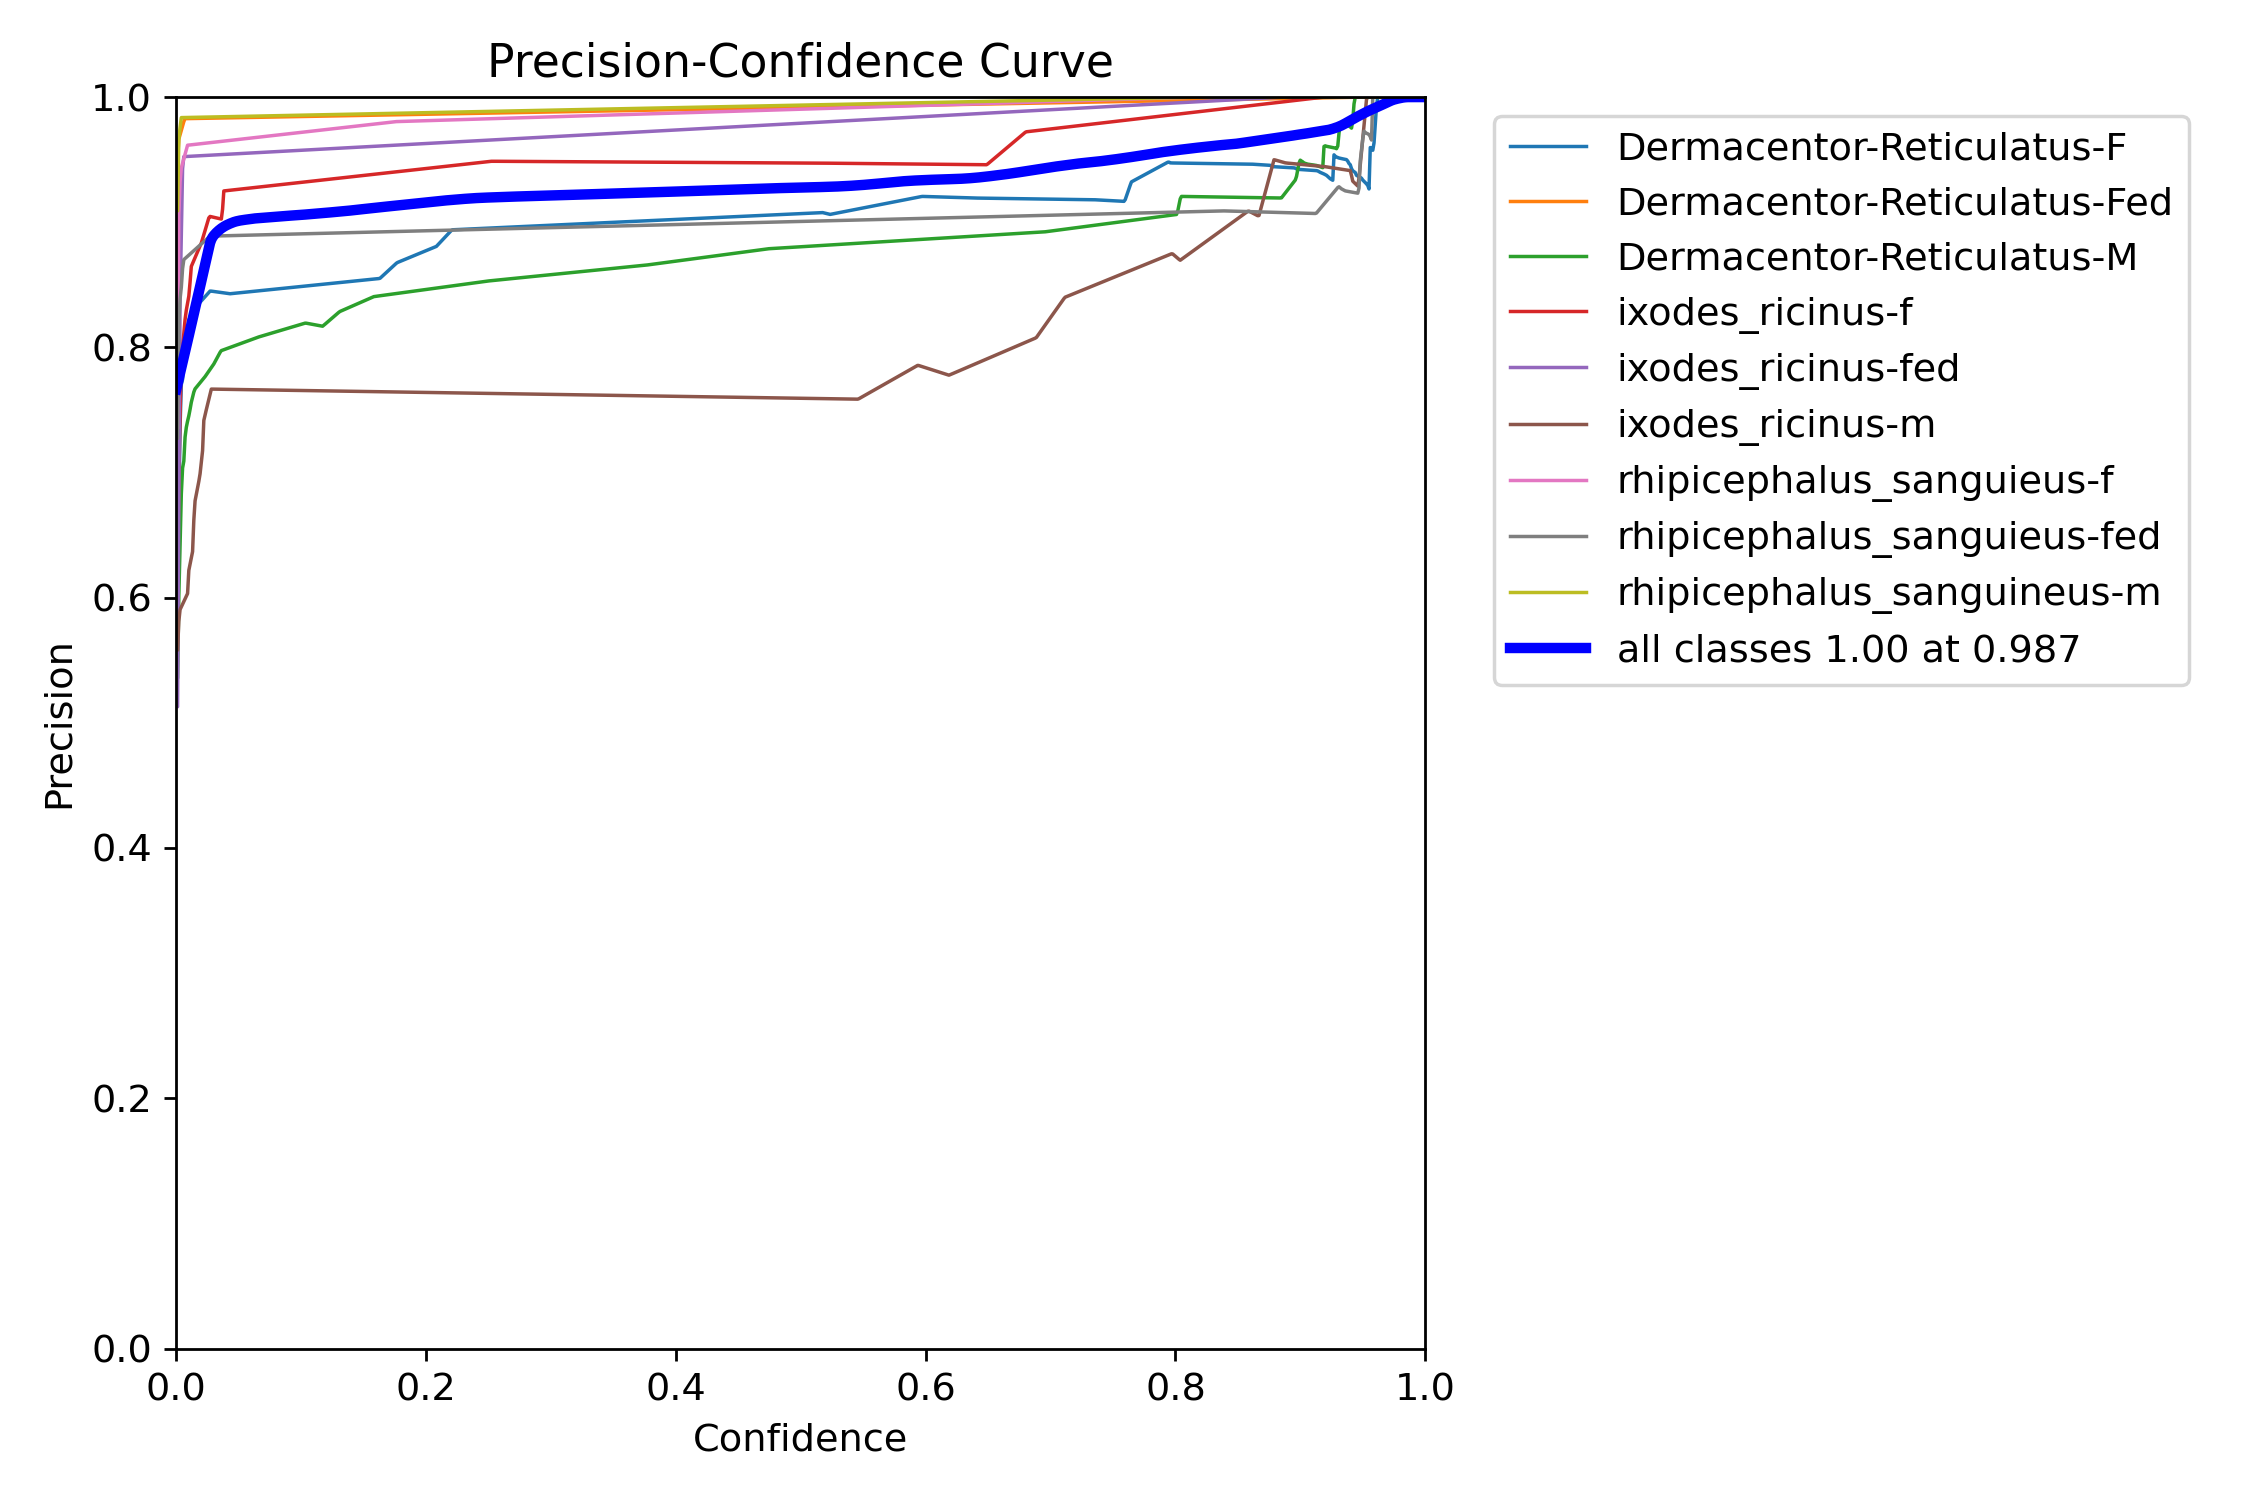 Precision-Confidence Curve
1.0
0.8
0.6
0.4
0.2
0.0
Precision
0.0 0.2 0.4 0.6 0.8 1.0
Confidence
Dermacentor-Reticulatus-F
Dermacentor-Reticulatus-Fed
Dermacentor-Reticulatus-M
ixodes_ricinus-f
ixodes_ricinus-fed
ixodes_ricinus-m
rhipicephalus_sanguieus-f
rhipicephalus_sanguieus-fed
rhipicephalus_sanguineus-m
all classes 1.00 at 0.987